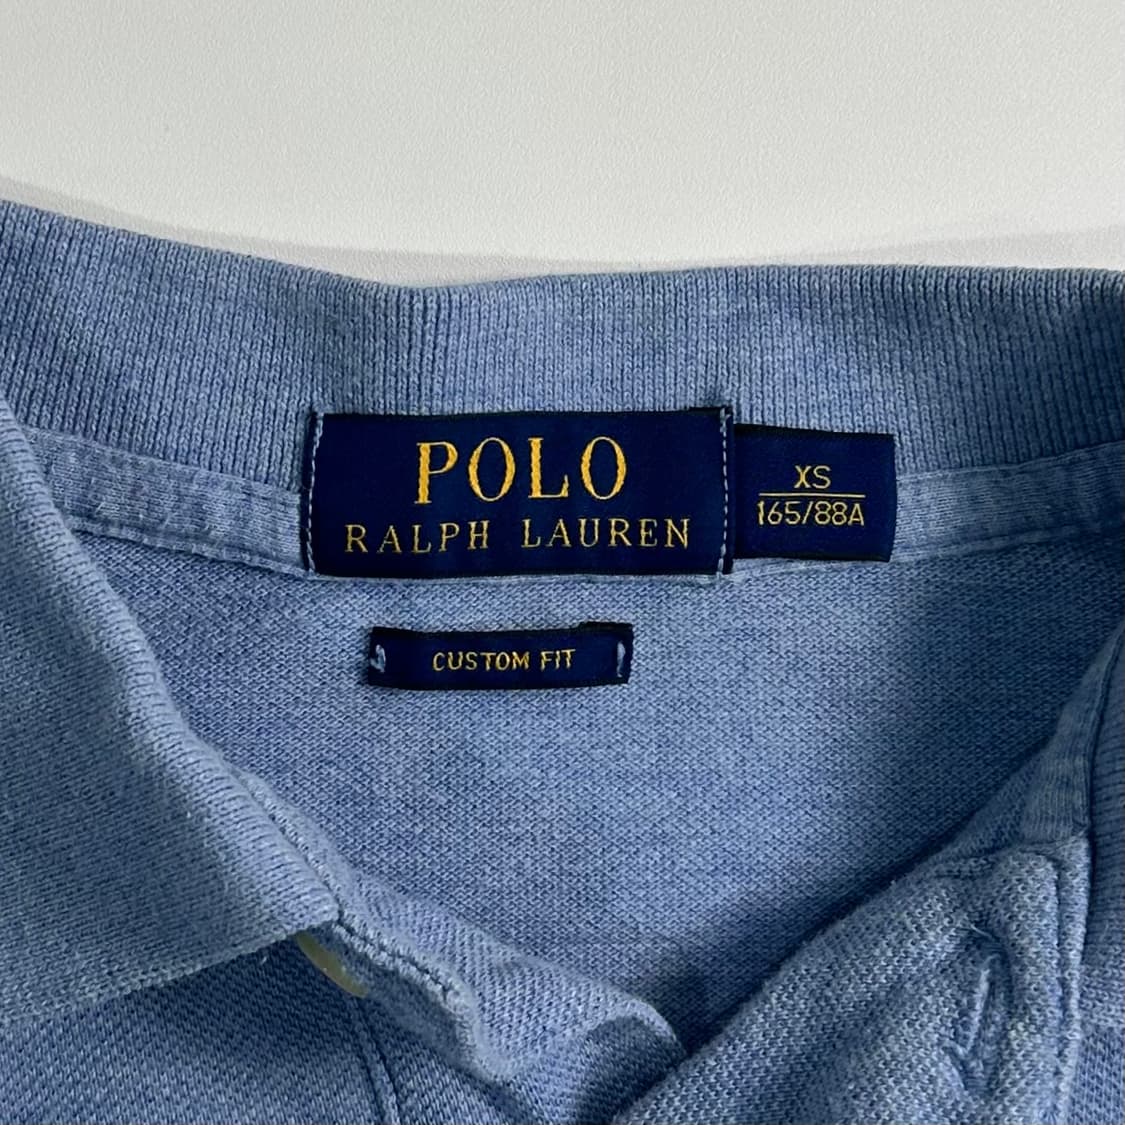 POLO
RALPH LAUREN
XS
165/88A
CUSTOM FIT